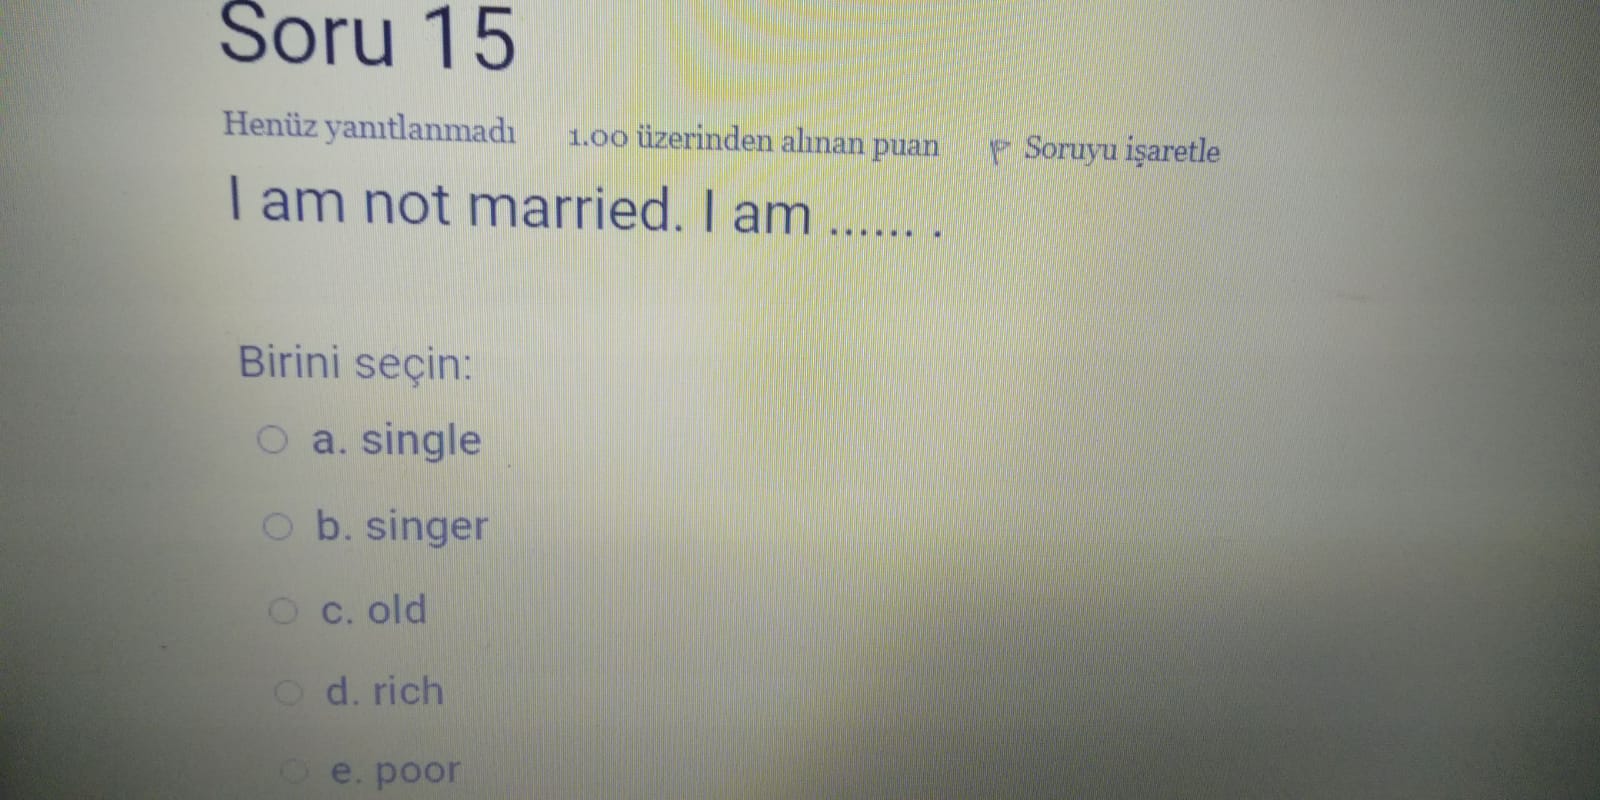 Soru 15
Henüz yanıtlanmadı 1.00 üzerinden alınan puan Soruyu işaretle
I am not married. I am ...... .
Birini seçin:
a. single
b. singer
c. old
d. rich
e. poor